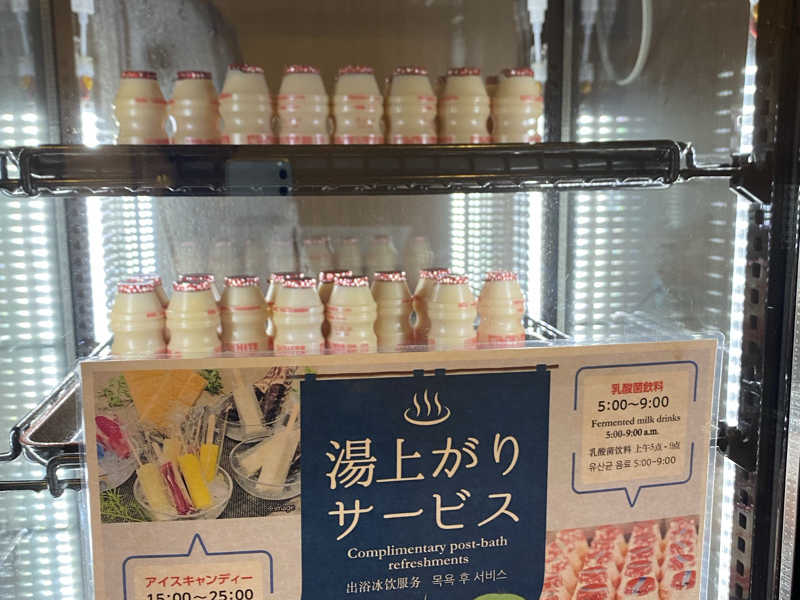 WHITE
※image
アイスキャンディー
15:00〜25:00
湯上がり
サービス
Complimentary post-bath
refreshments
出浴冰饮服务 목욕 후 서비스
乳酸菌飲料
5:00〜9:00
Fermented milk drinks
5:00-9:00 a.m.
乳酸菌饮料 上午5点 - 9点
유산균 음료 5:00-9:00